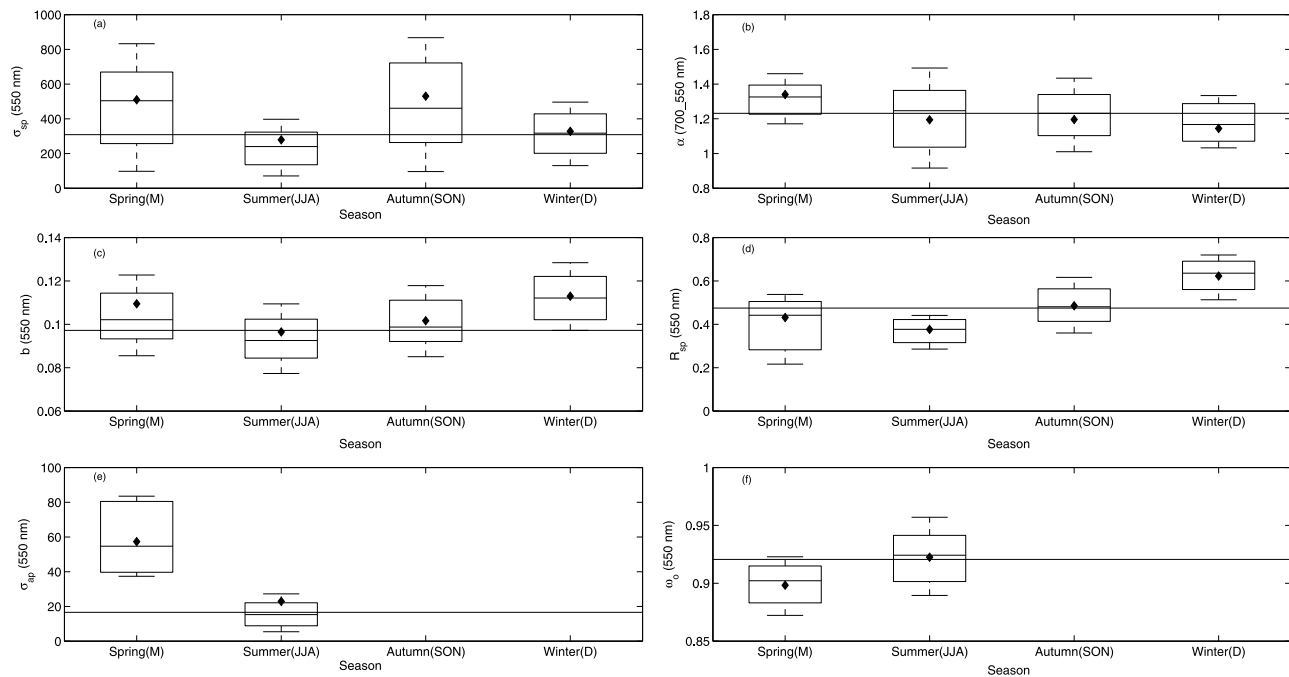 (a)
1000
800
600
400
200
0
σsp (550 nm)
Spring(M) Summer(JJA) Autumn(SON) Winter(D)
Season
(b)
1.8
1.6
1.4
1.2
1
0.8
α (700_550 nm)
Spring(M) Summer(JJA) Autumn(SON) Winter(D)
Season
(c)
0.14
0.12
0.1
0.08
0.06
b (550 nm)
Spring(M) Summer(JJA) Autumn(SON) Winter(D)
Season
(d)
0.8
0.6
0.4
0.2
0
Rsp (550 nm)
Spring(M) Summer(JJA) Autumn(SON) Winter(D)
Season
(e)
100
80
60
40
20
0
σap (550 nm)
Spring(M) Summer(JJA) Autumn(SON) Winter(D)
Season
(f)
1
0.95
0.9
0.85
ωo (550 nm)
Spring(M) Summer(JJA) Autumn(SON) Winter(D)
Season